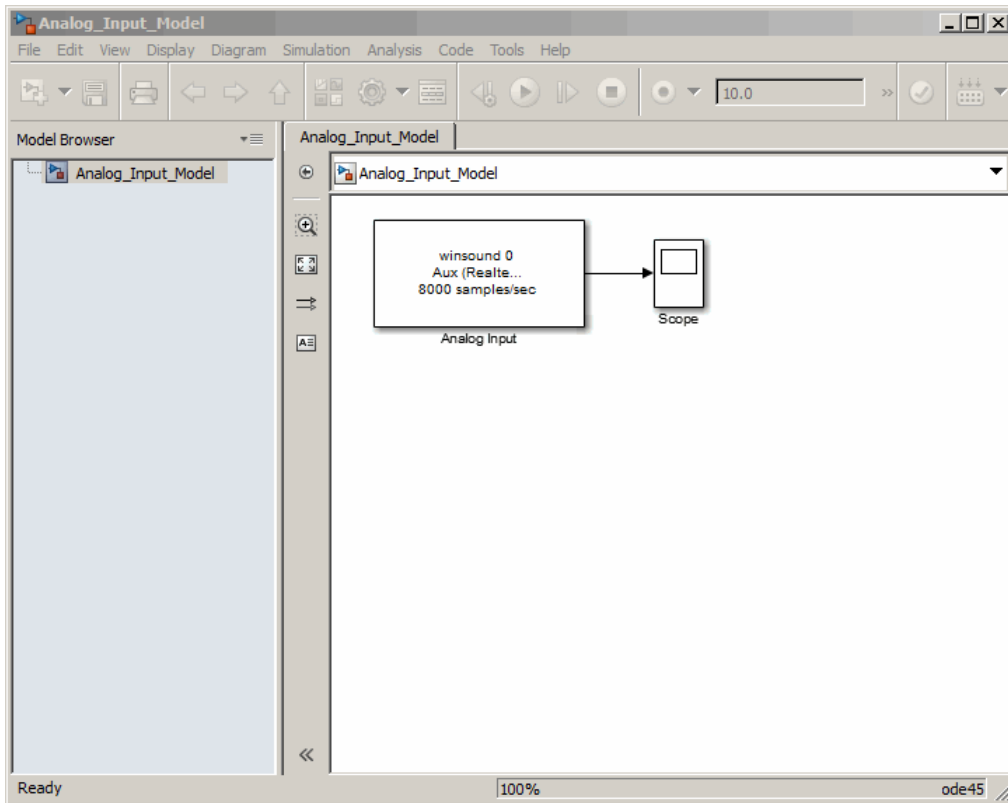 Analog_Input_Model
File Edit View Display Diagram Simulation Analysis Code Tools Help
10.0
Model Browser
Analog_Input_Model
Analog_Input_Model
Analog_Input_Model
winsound 0
Aux (Realte...
8000 samples/sec
Analog Input
Scope
Ready
100%
ode45